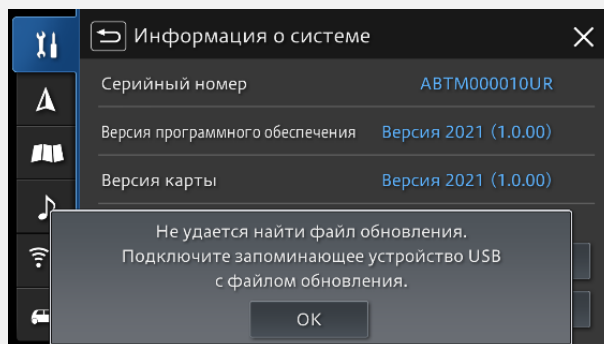 Информация о системе
Серийный номер ABTM000010UR
Версия программного обеспечения Версия 2021 (1.0.00)
Версия карты Версия 2021 (1.0.00)
Не удается найти файл обновления.
Подключите запоминающее устройство USB
с файлом обновления.
ОК